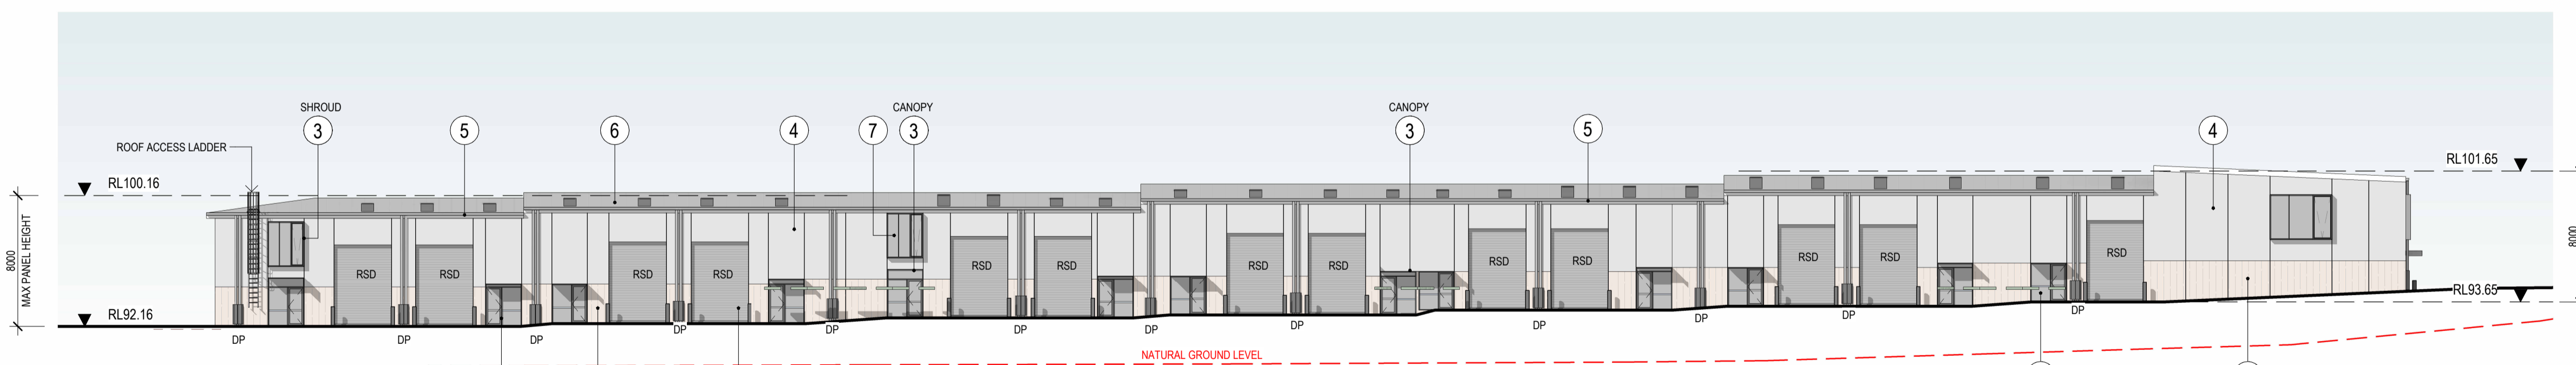 SHROUD
CANOPY
CANOPY
3
5
6
4
7
3
3
5
4
ROOF ACCESS LADDER
RL100.16
RL101.65
8000
MAX PANEL HEIGHT
8000
RSD
RSD
RSD
RSD
RSD
RSD
RSD
RSD
RSD
RSD
RSD
RSD
RSD
RL92.16
RL93.65
DP
DP
DP
DP
DP
DP
DP
DP
DP
DP
DP
DP
NATURAL GROUND LEVEL